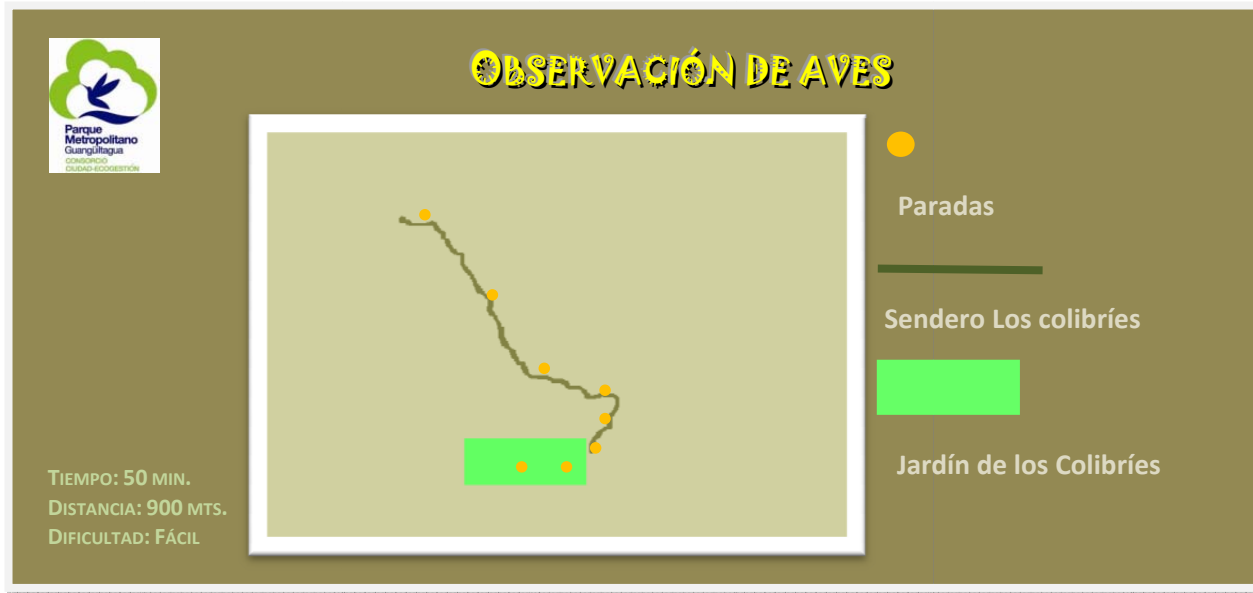 OBSERVACIÓN DE AVES
Parque
Metropolitano
Guangüiltagua
CONSORCIO
CIUDAD-ECOGESTIÓN
Paradas
Sendero Los colibríes
Jardín de los Colibríes
TIEMPO: 50 MIN.
DISTANCIA: 900 MTS.
DIFICULTAD: FÁCIL